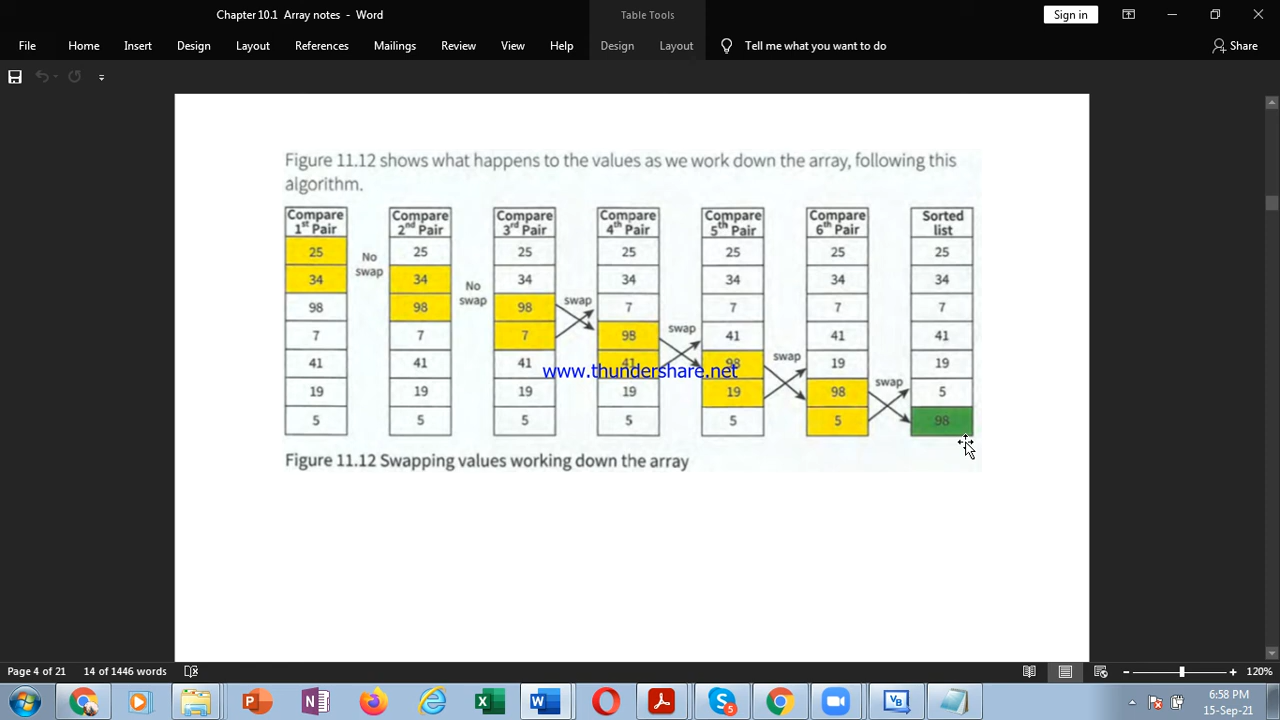 Chapter 10.1 Array notes - Word
Table Tools
Sign in
File Home Insert Design Layout References Mailings Review View Help Design Layout Tell me what you want to do Share
Figure 11.12 shows what happens to the values as we work down the array, following this
algorithm.
Compare 1st Pair
25
34
98
7
41
19
5
No swap
Compare 2nd Pair
25
34
98
7
41
19
5
No swap
Compare 3rd Pair
25
34
98
7
41
19
5
swap
Compare 4th Pair
25
34
7
98
41
19
5
swap
Compare 5th Pair
25
34
7
41
98
19
5
swap
Compare 6th Pair
25
34
7
41
19
98
5
swap
Sorted list
25
34
7
41
19
5
98
www.thundershare.net
Figure 11.12 Swapping values working down the array
Page 4 of 21 14 of 1446 words 120%
6:58 PM
15-Sep-21